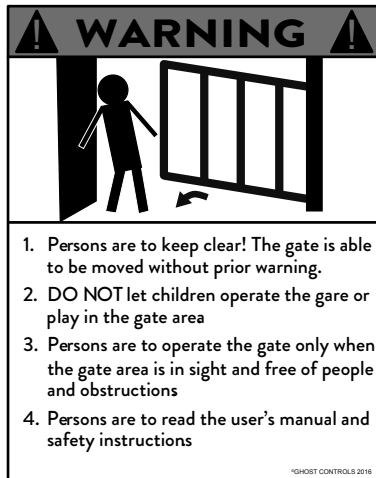 WARNING
1. Persons are to keep clear! The gate is able
to be moved without prior warning.
2. DO NOT let children operate the gare or
play in the gate area
3. Persons are to operate the gate only when
the gate area is in sight and free of people
and obstructions
4. Persons are to read the user's manual and
safety instructions
©GHOST CONTROLS 2016